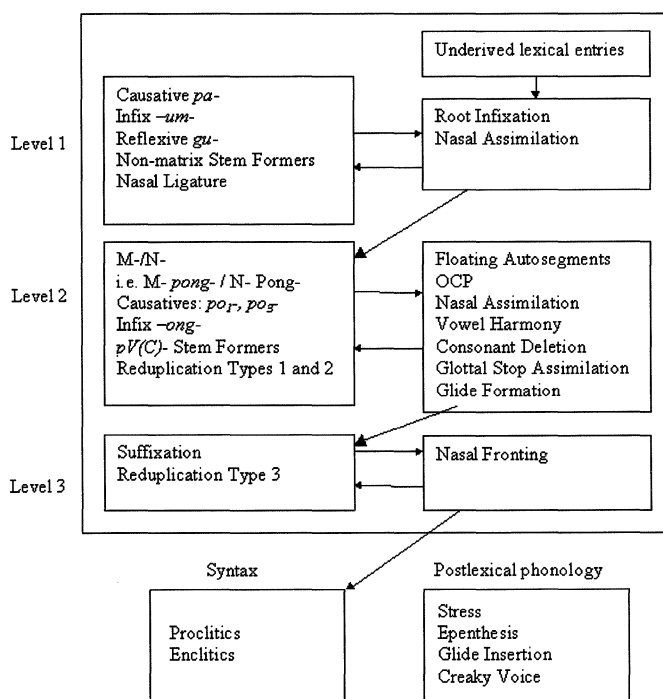 Underived lexical entries
Level 1
Causative pa-
Infix –um-
Reflexive gu-
Non-matrix Stem Formers
Nasal Ligature
Root Infixation
Nasal Assimilation
Level 2
M-/N-
i.e. M- pong- / N- Pong-
Causatives: po₁-, pog-
Infix –ong-
pV(C)- Stem Formers
Reduplication Types 1 and 2
Floating Autosegments
OCP
Nasal Assimilation
Vowel Harmony
Consonant Deletion
Glottal Stop Assimilation
Glide Formation
Level 3
Suffixation
Reduplication Type 3
Nasal Fronting
Syntax
Proclitics
Enclitics
Postlexical phonology
Stress
Epenthesis
Glide Insertion
Creaky Voice